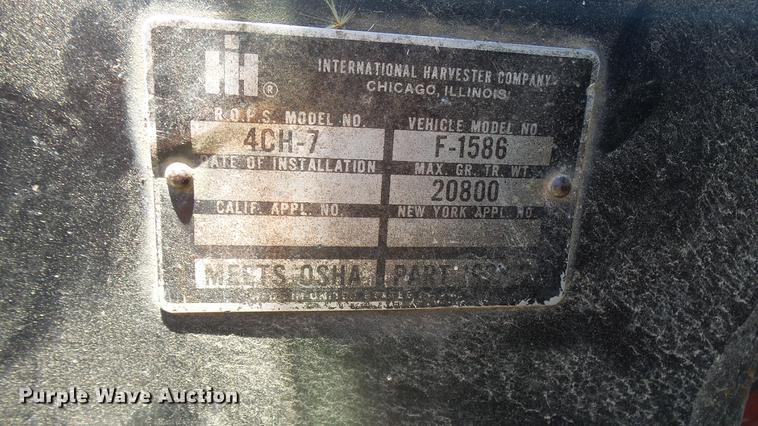 IH ®
INTERNATIONAL HARVESTER COMPANY
CHICAGO, ILLINOIS
R.O.P.S. MODEL NO. VEHICLE MODEL NO.
4CH-7 F-1586
DATE OF INSTALLATION MAX. GR. TR. WT.
20800
CALIF. APPL. NO. NEW YORK APPL. NO.
MEETS OSHA PART
Purple Wave Auction